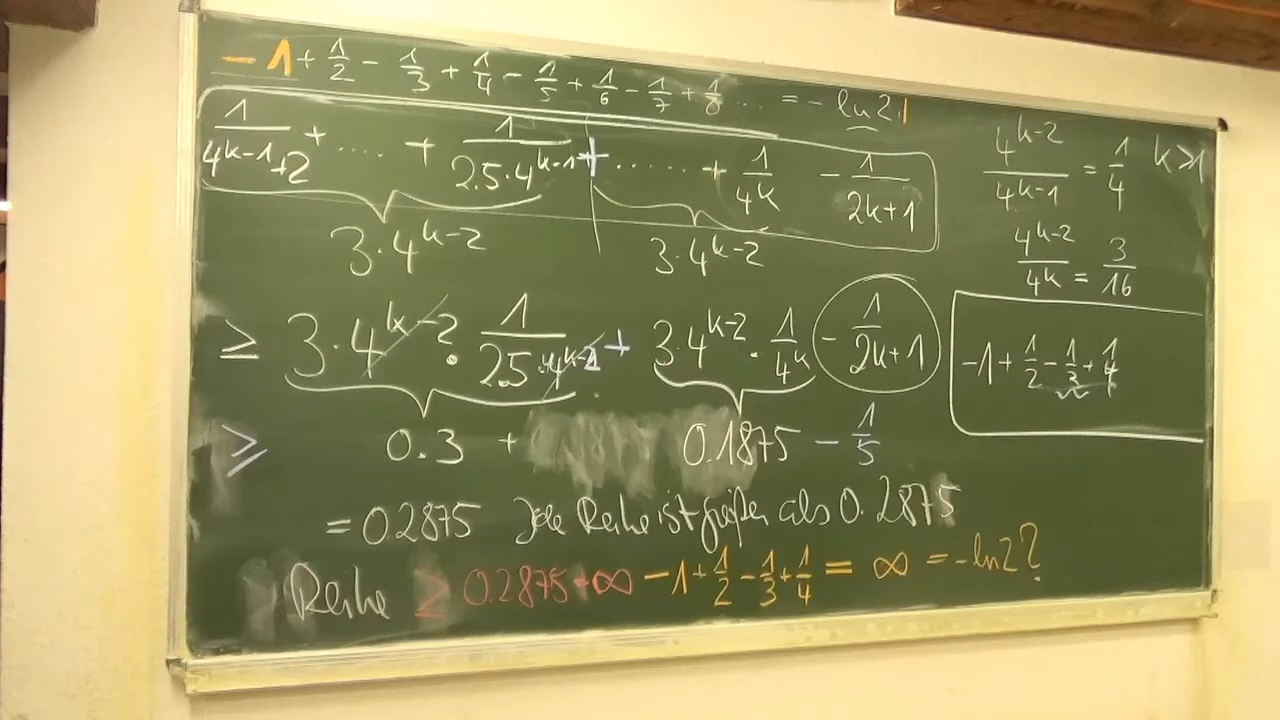 -1 + 1/2 - 1/3 + 1/4 - 1/5 + 1/6 - 1/7 + 1/8 ... = - ln 2.1
1/(4^(k-1)+2) + .... + 1/(2.5·4^(k-1)) + ...... + 1/4^k - 1/(2k+1)
3·4^(k-2) 3·4^(k-2)
≥ 3·4^(k-2) · 1/(2.5·4^(k-1)) + 3·4^(k-2) · 1/4^k - 1/(2k+1)
≥ 0.3 + 0.1875 - 1/5
= 0.2875 Jede Reihe ist größer als 0.2875
Reihe ≥ 0.2875·∞ -1+1/2-1/3+1/4 = ∞ = -ln2?
4^(k-2)/4^(k-1) = 1/4 k>1
4^(k-2)/4^k = 3/16
-1 + 1/2 - 1/3 + 1/4